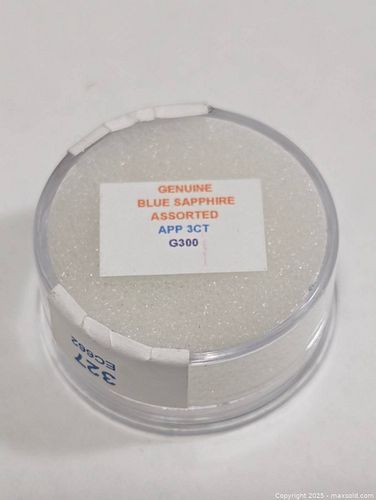 GENUINE
BLUE SAPPHIRE
ASSORTED
APP 3CT
G300
327
EC662
Copyright 2025 - maxsold.com